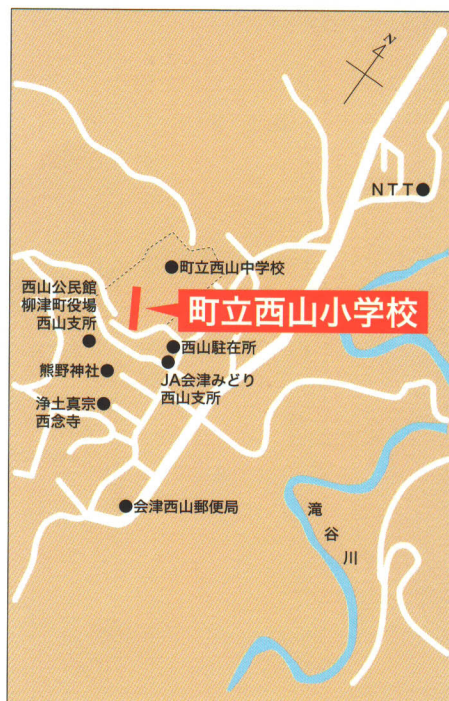 N
NTT
町立西山中学校
西山公民館
柳津町役場
西山支所
町立西山小学校
西山駐在所
JA会津みどり
西山支所
熊野神社
浄土真宗
西念寺
会津西山郵便局
滝谷川